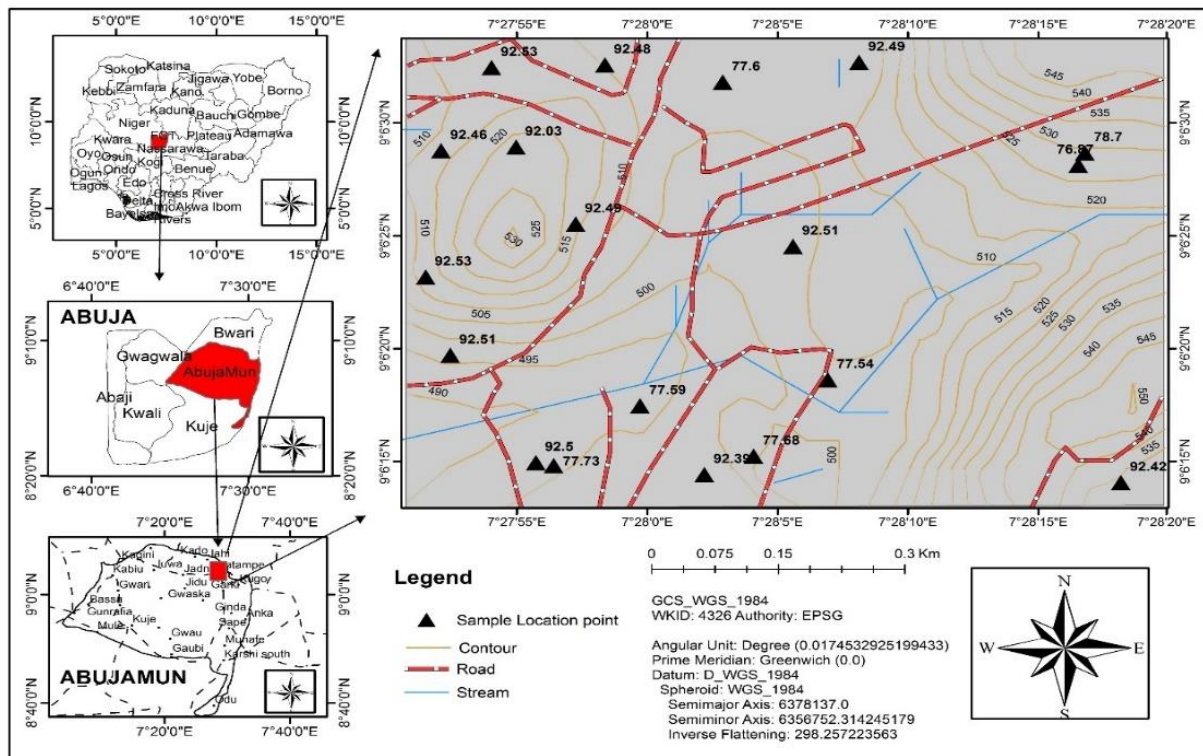 5°0'0"E 10°0'0"E 15°0'0"E
10°0'0"N
5°0'0"N
Sokoto
Katsina
Kebbi
Zamfara
Jigawa
Yobe
Kano
Borno
Kaduna
Bauchi
Gombe
Niger
FCT
Plateau
Adamawa
Kwara
Nassarawa
Oyo
Osun
Kogi
Taraba
Ogun
Ondo
Benue
Lagos
Edo
Cross River
Delta
Imo
Akwa Ibom
Bayelsa
Rivers
10°0'0"N
5°0'0"N
5°0'0"E 10°0'0"E 15°0'0"E
6°40'0"E 7°30'0"E
ABUJA
9°10'0"N
8°20'0"N
Bwari
Gwagwala
AbujaMun
Abaji
Kwali
Kuje
9°10'0"N
8°20'0"N
6°40'0"E 7°30'0"E
7°20'0"E 7°40'0"E
9°0'0"N
8°40'0"N
Kado
Kabiu
Juwa
Jidu
Garki
Kugo
Gwari
Gwaska
Bassa
Ginda
Anka
Gunrafia
Kuje
Sape
Gwau
Gaubi
Karshi south
Odu
ABUJAMUN
9°0'0"N
8°40'0"N
7°20'0"E 7°40'0"E
7°27'55"E 7°28'0"E 7°28'5"E 7°28'10"E 7°28'15"E 7°28'20"E
9°6'30"N
9°6'25"N
9°6'20"N
9°6'15"N
92.53
92.48
77.6
92.49
545
540
535
530
525
78.7
76.87
520
510
92.46
92.03
520
510
92.49
525
515
530
510
92.51
510
92.53
500
505
515
520
525
530
535
540
545
92.51
495
490
77.54
77.59
550
540
535
92.5
77.73
92.39
77.68
500
92.42
9°6'30"N
9°6'25"N
9°6'20"N
9°6'15"N
7°27'55"E 7°28'0"E 7°28'5"E 7°28'10"E 7°28'15"E 7°28'20"E
Legend
Sample Location point
Contour
Road
Stream
0 0.075 0.15 0.3 Km
GCS_WGS_1984
WKID: 4326 Authority: EPSG
Angular Unit: Degree (0.0174532925199433)
Prime Meridian: Greenwich (0.0)
Datum: D_WGS_1984
Spheroid: WGS_1984
Semimajor Axis: 6378137.0
Semiminor Axis: 6356752.314245179
Inverse Flattening: 298.257223563
N
W E
S